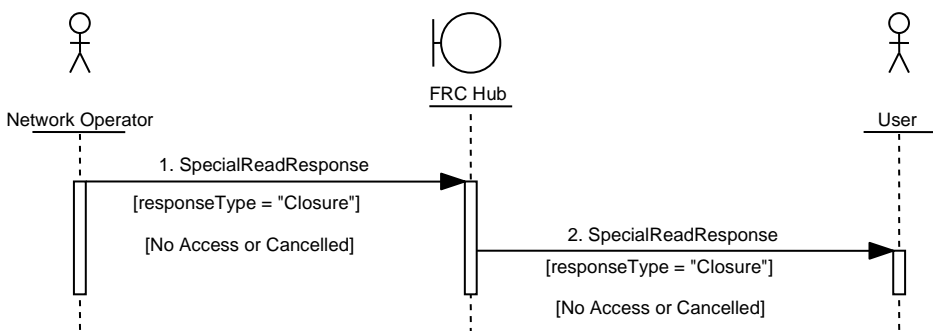 FRC Hub
Network Operator
User
1. SpecialReadResponse
[responseType = "Closure"]
[No Access or Cancelled]
2. SpecialReadResponse
[responseType = "Closure"]
[No Access or Cancelled]